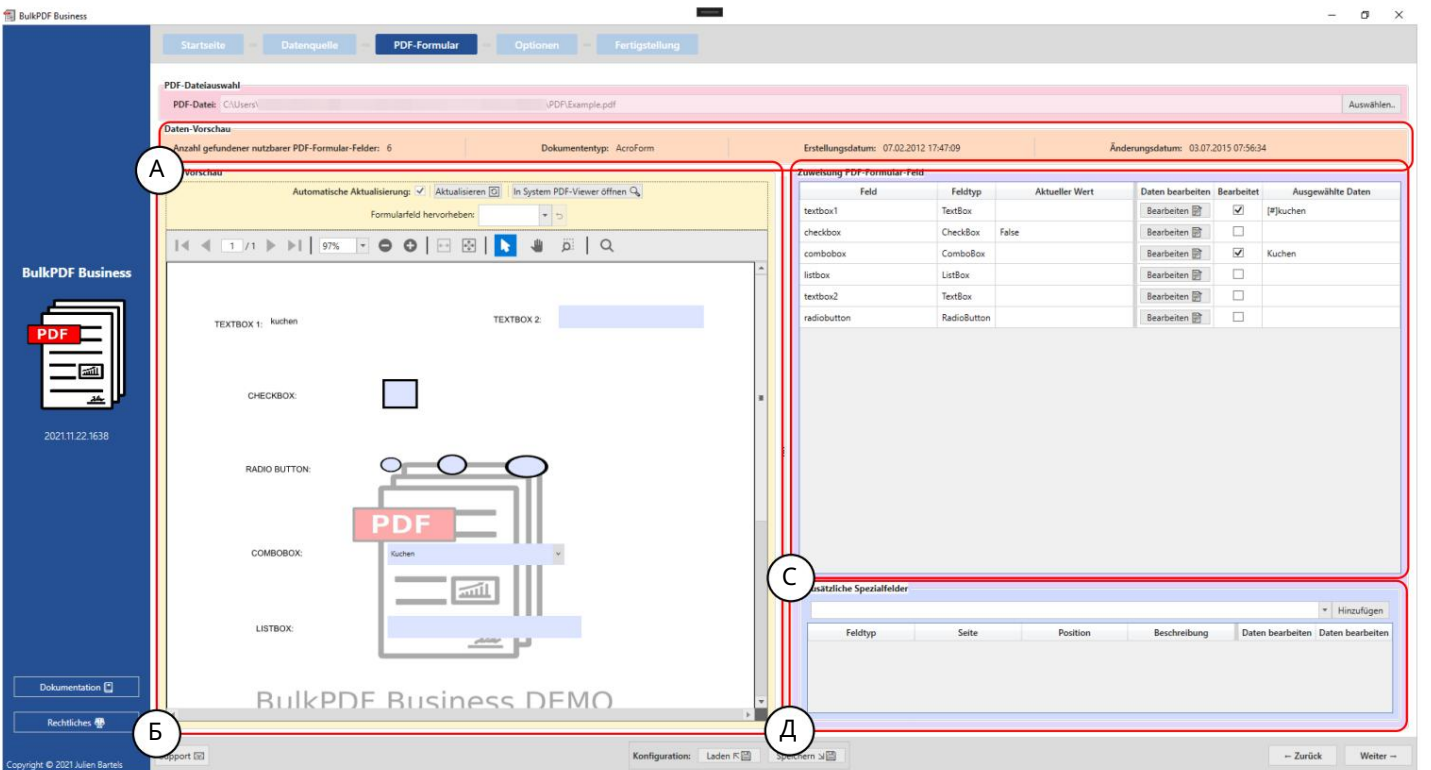 BulkPDF Business
Startseite → Datenquelle → PDF-Formular → Optionen → Fertigstellung
PDF-Dateiauswahl
PDF-Datei: C:\Users\ \PDF\Example.pdf Auswählen..
Daten-Vorschau
Anzahl gefundener nutzbarer PDF-Formular-Felder: 6 Dokumententyp: AcroForm Erstellungsdatum: 07.02.2012 17:47:09 Änderungsdatum: 03.07.2015 07:56:34
А
Vorschau
Automatische Aktualisierung: Aktualisieren In System PDF-Viewer öffnen
Formularfeld hervorheben:
1 / 1 97%
TEXTBOX 1: kuchen TEXTBOX 2:
CHECKBOX:
RADIO BUTTON:
PDF
COMBOBOX: Kuchen
LISTBOX:
BulkPDF Business DEMO
Zuweisung PDF-Formular-Feld
Feld Feldtyp Aktueller Wert Daten bearbeiten Bearbeitet Ausgewählte Daten
textbox1 TextBox Bearbeiten [#]kuchen
checkbox CheckBox False Bearbeiten
combobox ComboBox Bearbeiten Kuchen
listbox ListBox Bearbeiten
textbox2 TextBox Bearbeiten
radiobutton RadioButton Bearbeiten
С
usätzliche Spezialfelder
Hinzufügen
Feldtyp Seite Position Beschreibung Daten bearbeiten Daten bearbeiten
BulkPDF Business
PDF
2021.11.22.1638
Dokumentation
Rechtliches
Copyright © 2021 Julien Bartels
Б
Д
upport Konfiguration: Laden Speichern ← Zurück Weiter →